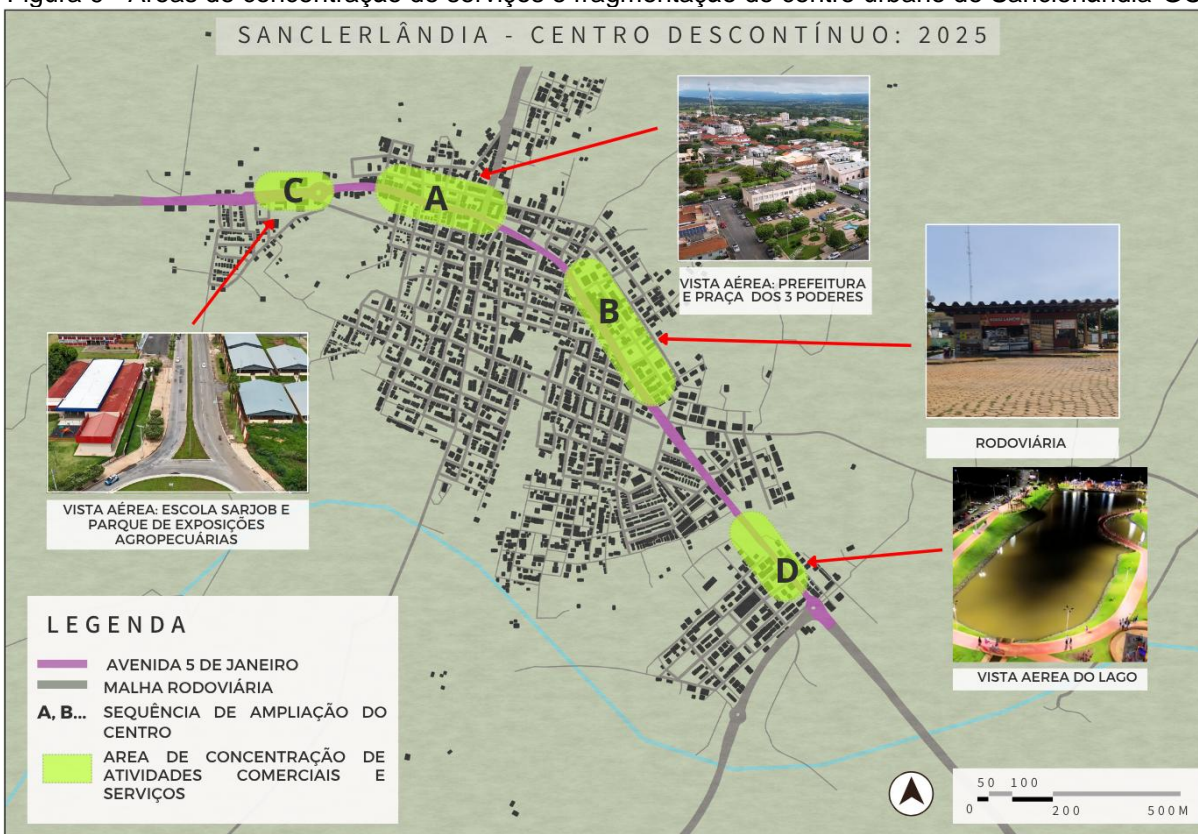 Figura 6 - Áreas de concentração de serviços e fragmentação do centro urbano de Sanclerlândia-GO
SANCLERLÂNDIA - CENTRO DESCONTÍNUO: 2025
C
A
B
D
VISTA AÉREA: PREFEITURA
E PRAÇA DOS 3 PODERES
RODOVIÁRIA
VISTA AÉREA: ESCOLA SARJOB E
PARQUE DE EXPOSIÇÕES
AGROPECUÁRIAS
VISTA AEREA DO LAGO
LEGENDA
AVENIDA 5 DE JANEIRO
MALHA RODOVIÁRIA
A, B... SEQUÊNCIA DE AMPLIAÇÃO DO
CENTRO
AREA DE CONCENTRAÇÃO DE
ATIVIDADES COMERCIAIS E
SERVIÇOS
50 100
0 200 500M